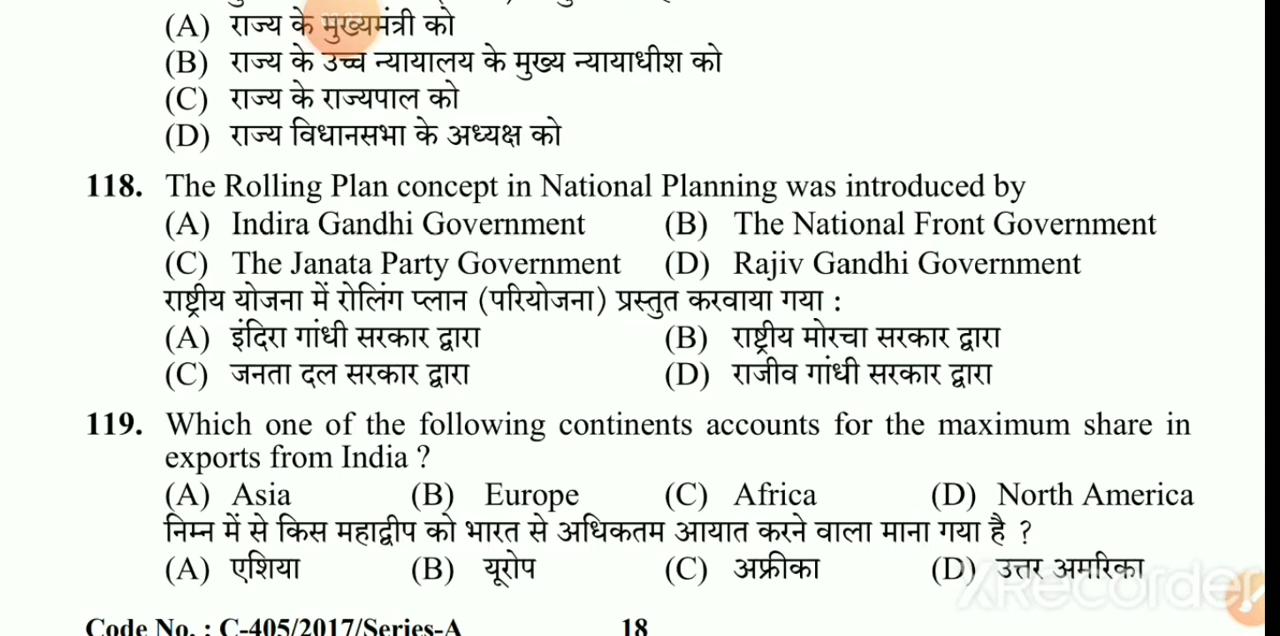 (A) राज्य के मुख्यमंत्री को
(B) राज्य के उच्च न्यायालय के मुख्य न्यायाधीश को
(C) राज्य के राज्यपाल को
(D) राज्य विधानसभा के अध्यक्ष को
118. The Rolling Plan concept in National Planning was introduced by
(A) Indira Gandhi Government (B) The National Front Government
(C) The Janata Party Government (D) Rajiv Gandhi Government
राष्ट्रीय योजना में रोलिंग प्लान (परियोजना) प्रस्तुत करवाया गया :
(A) इंदिरा गांधी सरकार द्वारा (B) राष्ट्रीय मोरचा सरकार द्वारा
(C) जनता दल सरकार द्वारा (D) राजीव गांधी सरकार द्वारा
119. Which one of the following continents accounts for the maximum share in
exports from India ?
(A) Asia (B) Europe (C) Africa (D) North America
निम्न में से किस महाद्वीप को भारत से अधिकतम आयात करने वाला माना गया है ?
(A) एशिया (B) यूरोप (C) अफ्रीका (D) उत्तर अमरिका
XRecorder
Code No. : C-405/2017/Series-A 18